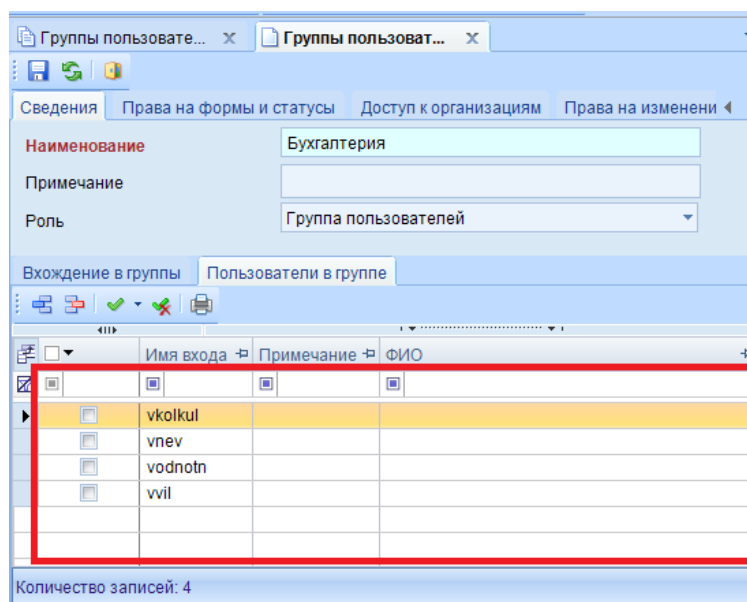 Группы пользовате... x Группы пользоват... x
Сведения Права на формы и статусы Доступ к организациям Права на изменени
Наименование Бухгалтерия
Примечание
Роль Группа пользователей
Вхождение в группы Пользователи в группе
Имя входа Примечание ФИО
vkolkul
vnev
vodnotn
vvil
Количество записей: 4